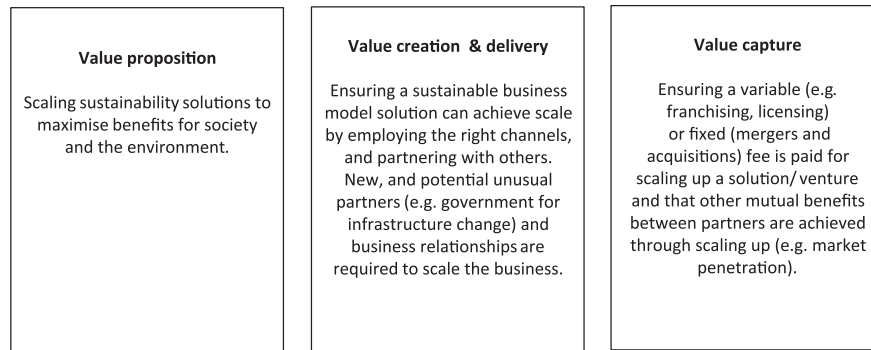 Value proposition
Scaling sustainability solutions to
maximise benefits for society
and the environment.
Value creation & delivery
Ensuring a sustainable business
model solution can achieve scale
by employing the right channels,
and partnering with others.
New, and potential unusual
partners (e.g. government for
infrastructure change) and
business relationships are
required to scale the business.
Value capture
Ensuring a variable (e.g.
franchising, licensing)
or fixed (mergers and
acquisitions) fee is paid for
scaling up a solution/ venture
and that other mutual benefits
between partners are achieved
through scaling up (e.g. market
penetration).